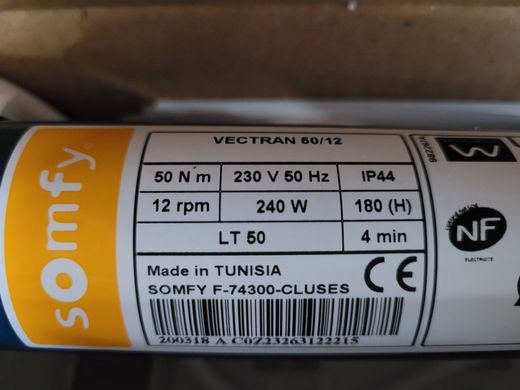 somfy®
VECTRAN 50/12
50 N·m 230 V 50 Hz IP44
12 rpm 240 W 180 (H)
LT 50 4 min
Made in TUNISIA
SOMFY F-74300-CLUSES
CE
200318 A C0Z23263122215
NF
ELECTRICITE